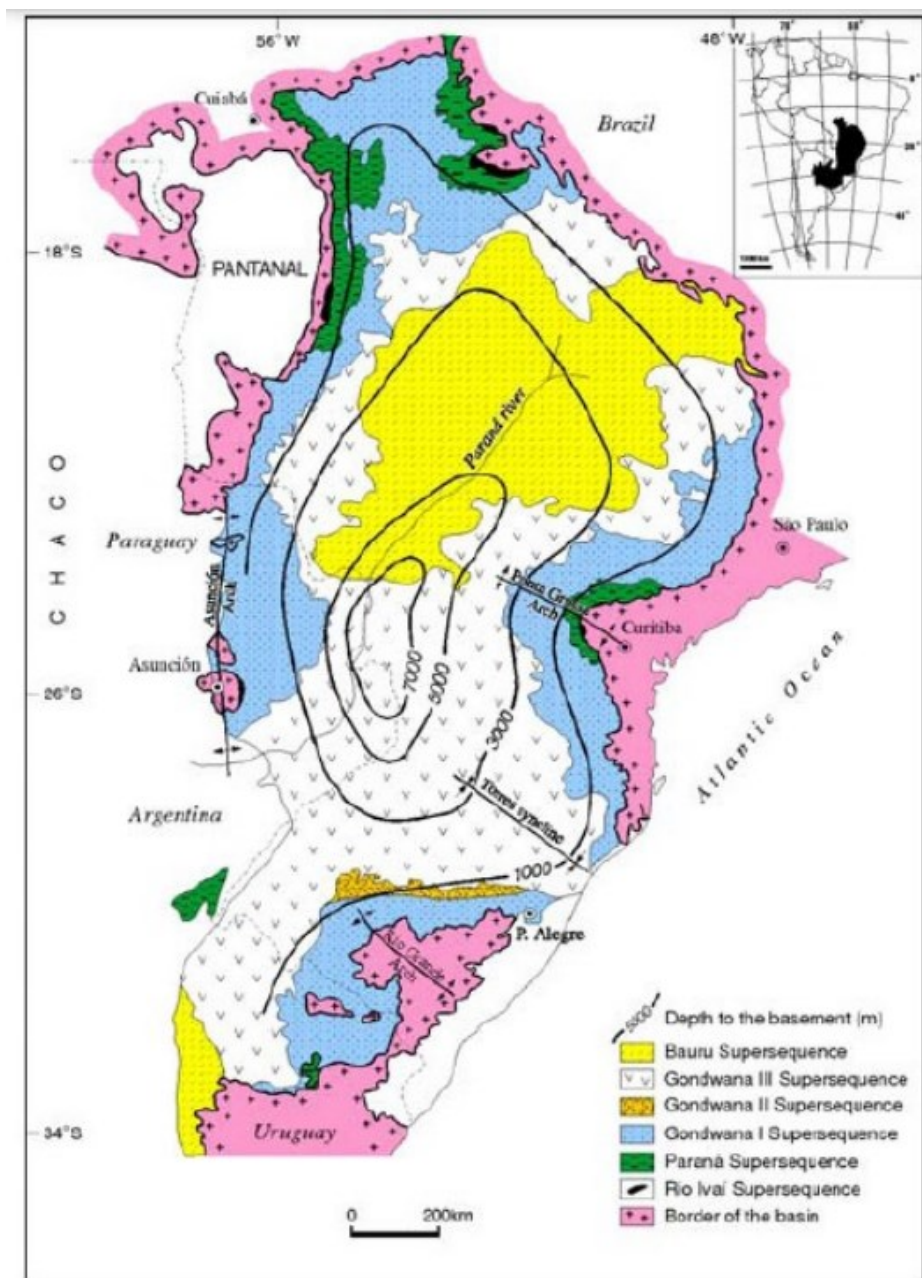 56°W
48°W
Cuiabá
Brazil
18°S
PANTANAL
Paraná river
CHACO
Paraguay
São Paulo
Asunción
Arch
Ponta Grossa
Arch
Curitiba
Asunción
26°S
7000
5000
3000
Atlantic Ocean
Argentina
Torres syncline
1000
P. Alegre
Rio Grande
Arch
34°S
Uruguay
0
200km
5000
Depth to the basement (m)
Bauru Supersequence
Gondwana III Supersequence
Gondwana II Supersequence
Gondwana I Supersequence
Paraná Supersequence
Rio Ivaí Supersequence
Border of the basin